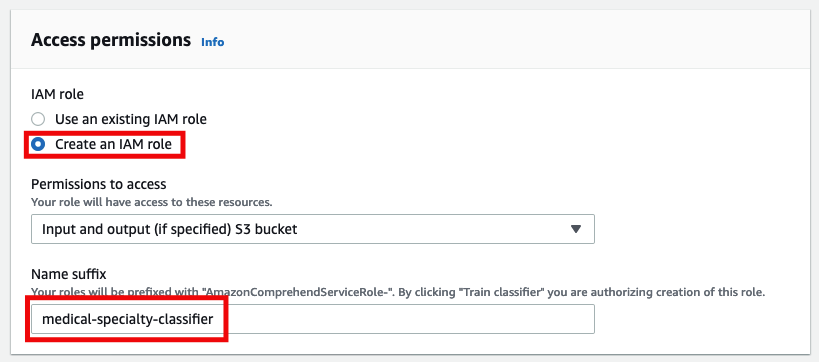 Access permissions Info
IAM role
Use an existing IAM role
Create an IAM role
Permissions to access
Your role will have access to these resources.
Input and output (if specified) S3 bucket
Name suffix
Your roles will be prefixed with "AmazonComprehendServiceRole-". By clicking "Train classifier" you are authorizing creation of this role.
medical-specialty-classifier